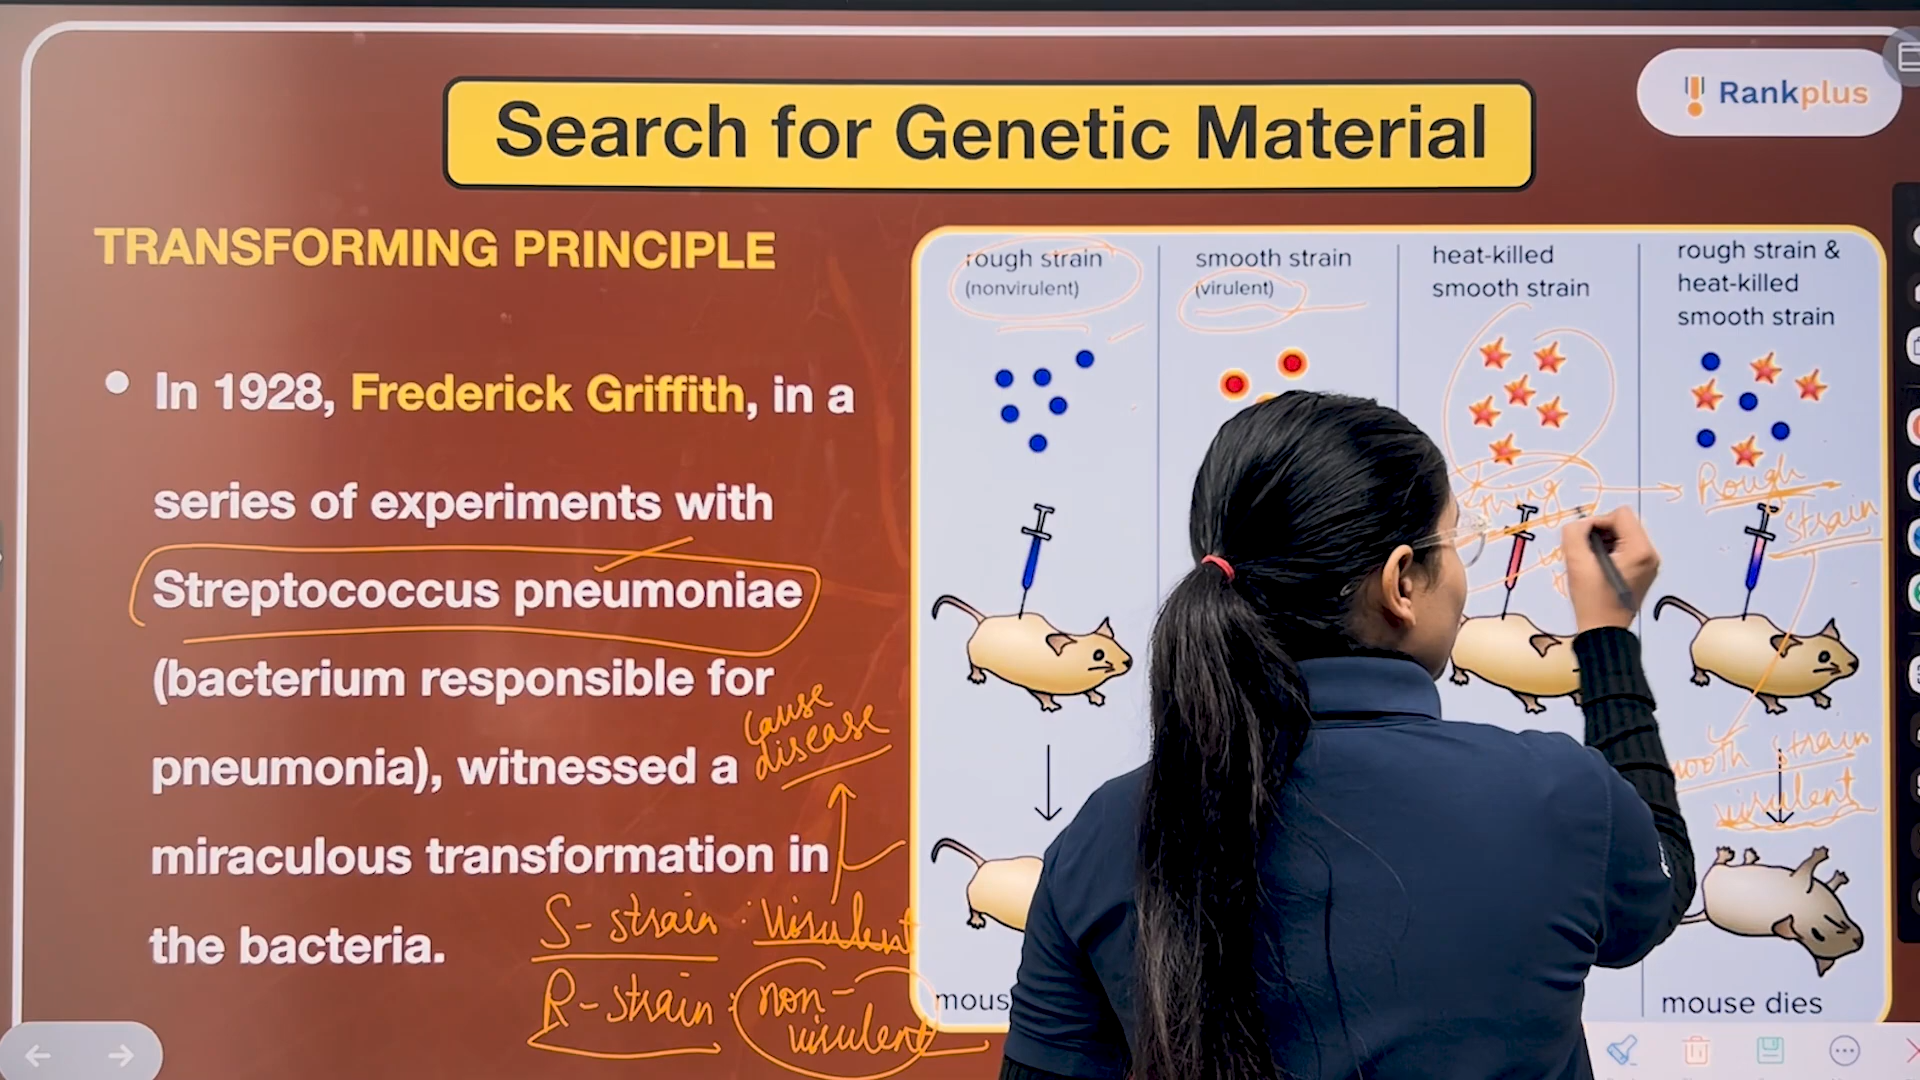 Search for Genetic Material
Rankplus
TRANSFORMING PRINCIPLE
• In 1928, Frederick Griffith, in a
series of experiments with
Streptococcus pneumoniae
(bacterium responsible for
pneumonia), witnessed a
miraculous transformation in
the bacteria.
cause
disease
S-strain : virulent
R-strain : non-
virulent
rough strain
(nonvirulent)
smooth strain
(virulent)
heat-killed
smooth strain
rough strain &
heat-killed
smooth strain
thing
Rough
strain
strain
virulent
mouse dies